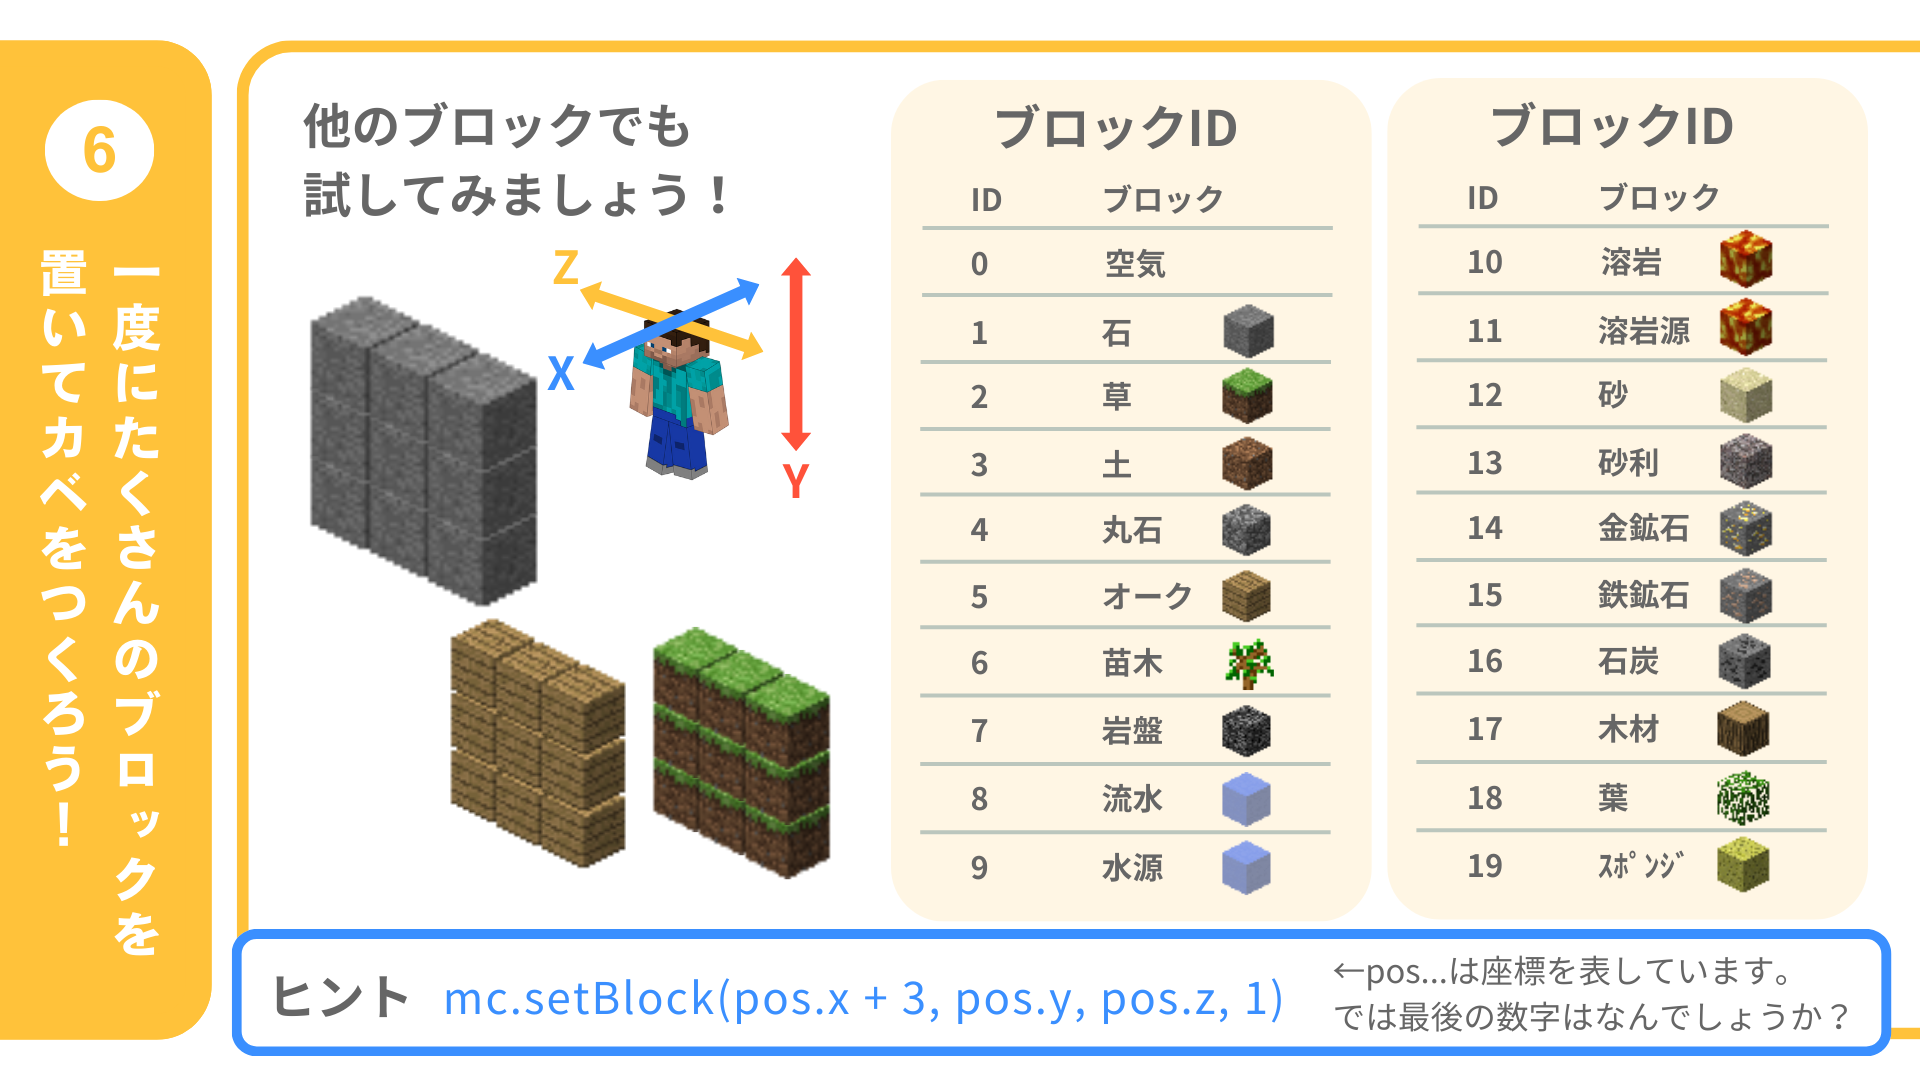 6
一度にたくさんのブロックを
置いてカベをつくろう！
他のブロックでも
試してみましょう！
Z
X
Y
ブロックID
ID ブロック
0 空気
1 石
2 草
3 土
4 丸石
5 オーク
6 苗木
7 岩盤
8 流水
9 水源
ブロックID
ID ブロック
10 溶岩
11 溶岩源
12 砂
13 砂利
14 金鉱石
15 鉄鉱石
16 石炭
17 木材
18 葉
19 ｽﾎﾟﾝｼﾞ
ヒント mc.setBlock(pos.x + 3, pos.y, pos.z, 1)
←pos...は座標を表しています。
では最後の数字はなんでしょうか？